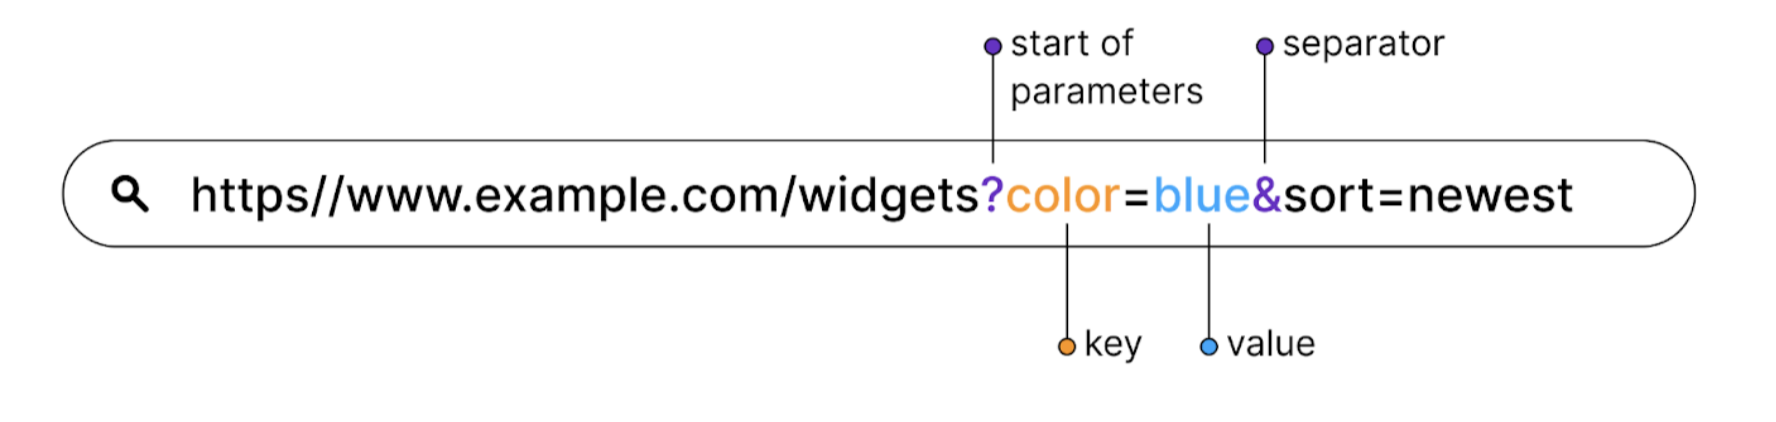 start of
parameters
separator
https//www.example.com/widgets?color=blue&sort=newest
key
value